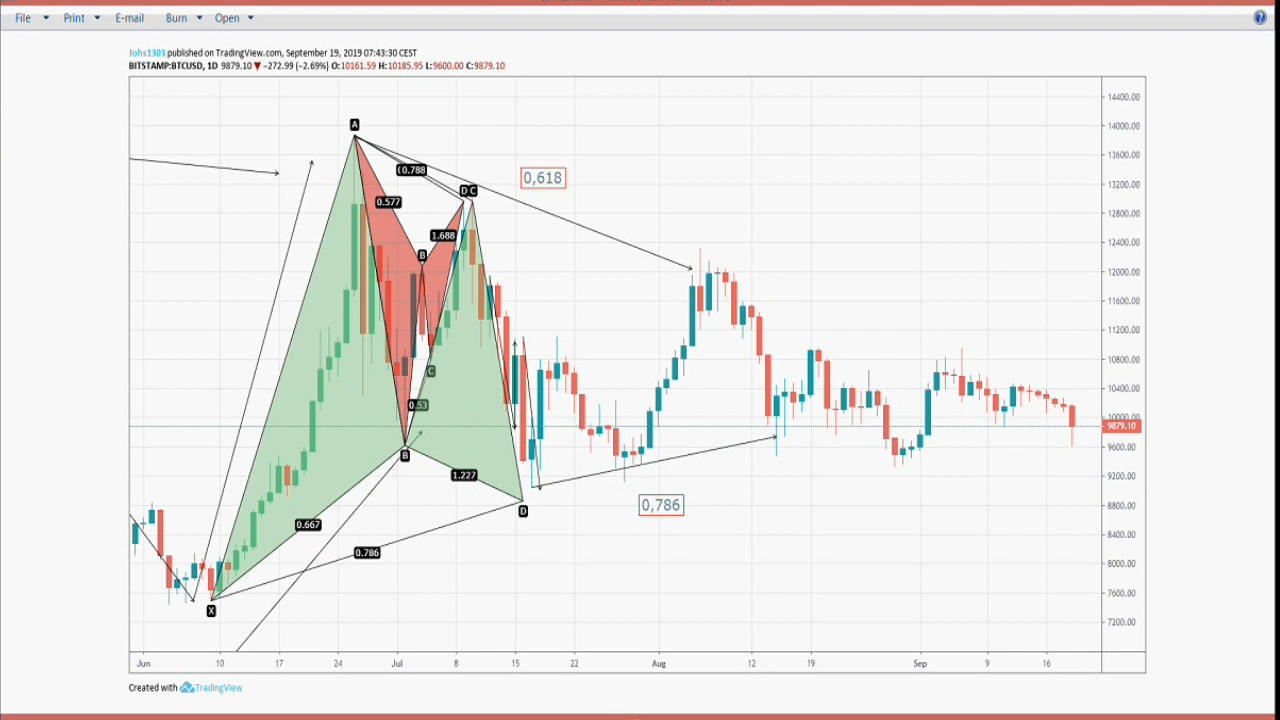 File Print E-mail Burn Open
Johs1303 published on TradingView.com, September 19, 2019 07:43:30 CEST
BITSTAMP:BTCUSD, 1D 9879.10 ▼ −272.99 (−2.69%) O:10161.59 H:10185.95 L:9600.00 C:9879.10
14400.00
A
14000.00
13600.00
0.788
0,618
13200.00
D C
0.577
12800.00
1.688
12400.00
B
12000.00
11600.00
11200.00
10800.00
C
10400.00
0.53
10000.00
9879.10
9600.00
B
1.227
9200.00
0,786
8800.00
D
0.667
8400.00
0.786
8000.00
7600.00
X
7200.00
Jun 10 17 24 Jul 8 15 22 Aug 12 19 Sep 9 16
Created with TradingView